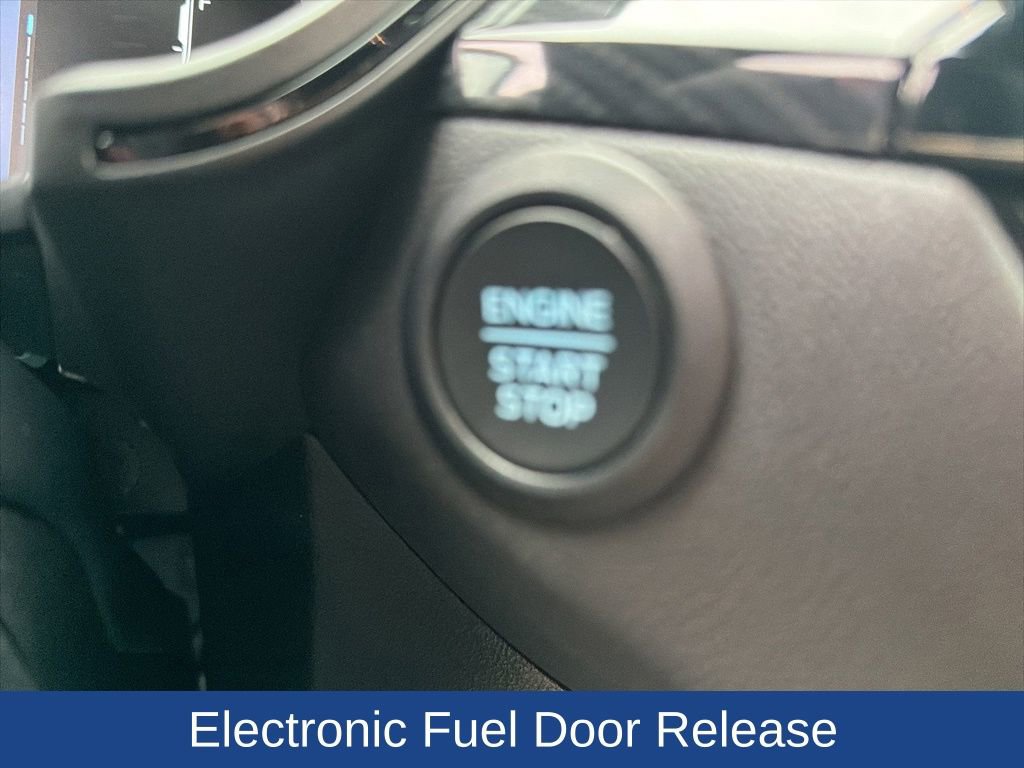 F
ENGINE
START
STOP
Electronic Fuel Door Release